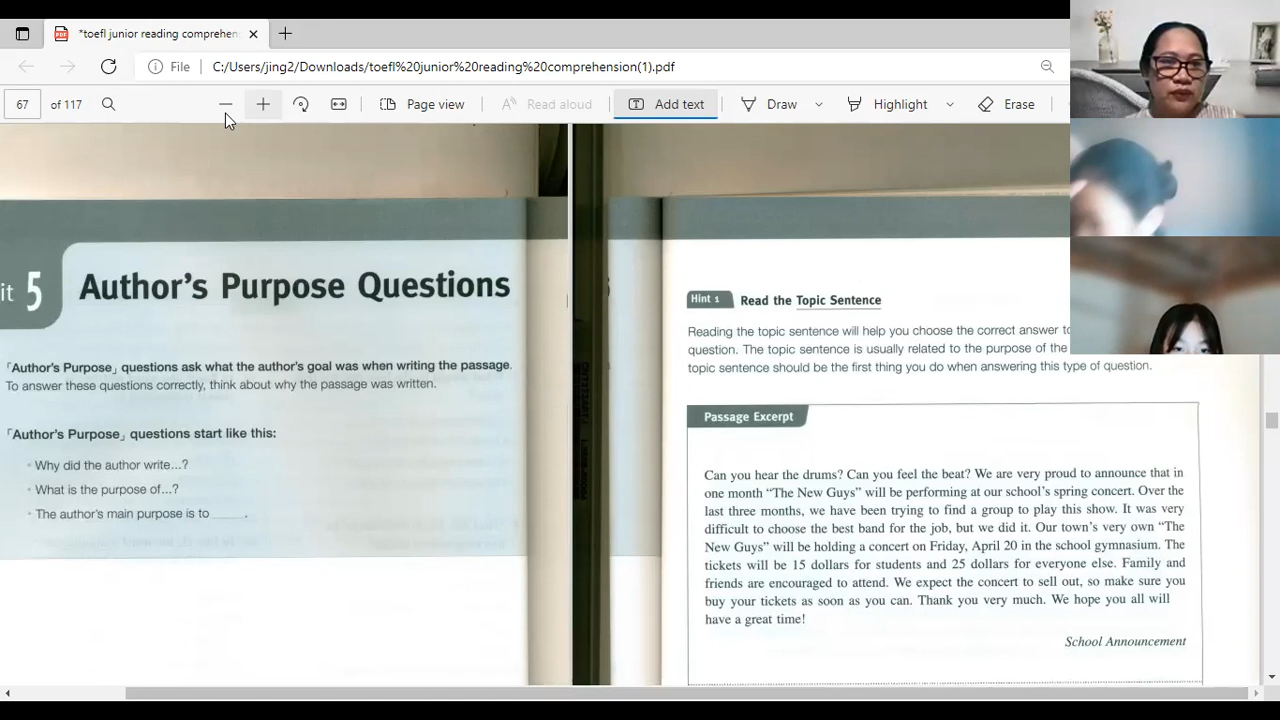 *toefl junior reading comprehen
File
C:/Users/jing2/Downloads/toefl%20junior%20reading%20comprehension(1).pdf
67 of 117
Page view
Read aloud
Add text
Draw
Highlight
Erase
it 5
Author's Purpose Questions
「Author's Purpose」 questions ask what the author's goal was when writing the passage.
To answer these questions correctly, think about why the passage was written.
「Author's Purpose」 questions start like this:
• Why did the author write...?
• What is the purpose of...?
• The author's main purpose is to _____.
Hint 1 Read the Topic Sentence
Reading the topic sentence will help you choose the correct answer to
question. The topic sentence is usually related to the purpose of the
topic sentence should be the first thing you do when answering this type of question.
Passage Excerpt
Can you hear the drums? Can you feel the beat? We are very proud to announce that in
one month “The New Guys” will be performing at our school's spring concert. Over the
last three months, we have been trying to find a group to play this show. It was very
difficult to choose the best band for the job, but we did it. Our town's very own “The
New Guys” will be holding a concert on Friday, April 20 in the school gymnasium. The
tickets will be 15 dollars for students and 25 dollars for everyone else. Family and
friends are encouraged to attend. We expect the concert to sell out, so make sure you
buy your tickets as soon as you can. Thank you very much. We hope you all will
have a great time!
School Announcement